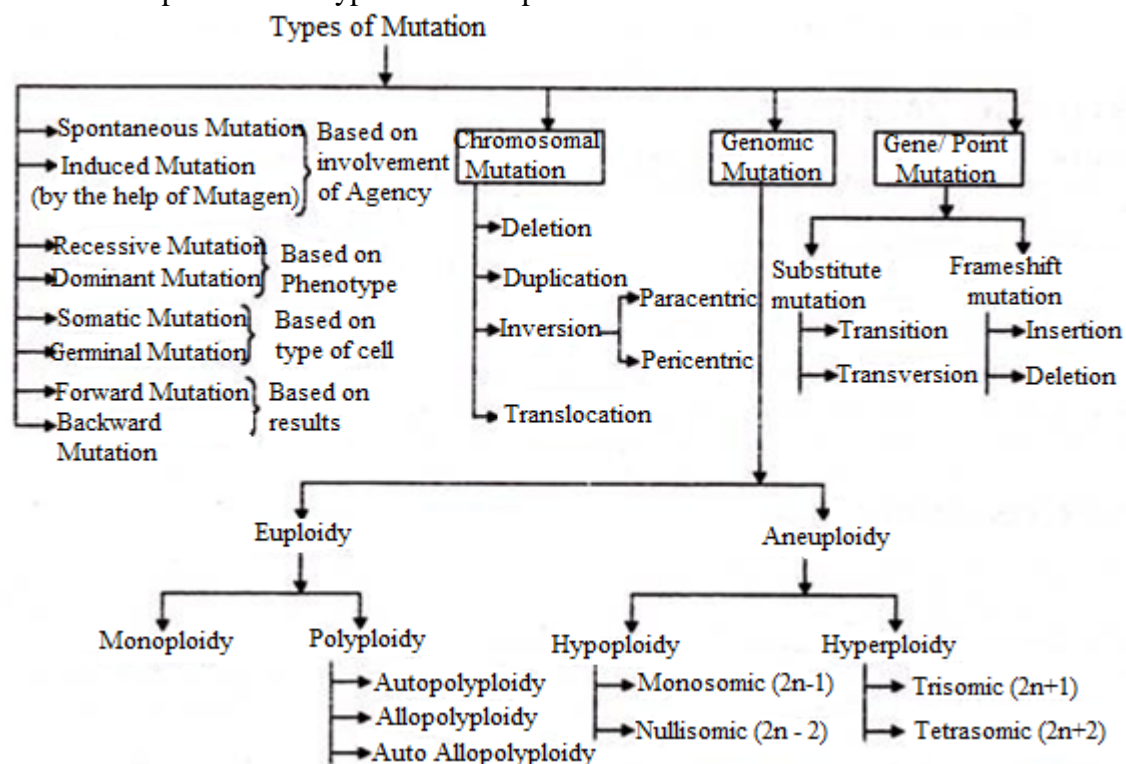 Types of Mutation
Spontaneous Mutation
Induced Mutation
(by the help of Mutagen)
Based on
involvement
of Agency
Recessive Mutation
Dominant Mutation
Based on
Phenotype
Somatic Mutation
Germinal Mutation
Based on
type of cell
Forward Mutation
Backward
Mutation
Based on
results
Chromosomal
Mutation
Deletion
Duplication
Inversion
Paracentric
Pericentric
Translocation
Genomic
Mutation
Gene/ Point
Mutation
Substitute
mutation
Transition
Transversion
Frameshift
mutation
Insertion
Deletion
Euploidy
Aneuploidy
Monoploidy
Polyploidy
Autopolyploidy
Allopolyploidy
Auto Allopolyploidy
Hypoploidy
Monosomic (2n-1)
Nullisomic (2n - 2)
Hyperploidy
Trisomic (2n+1)
Tetrasomic (2n+2)